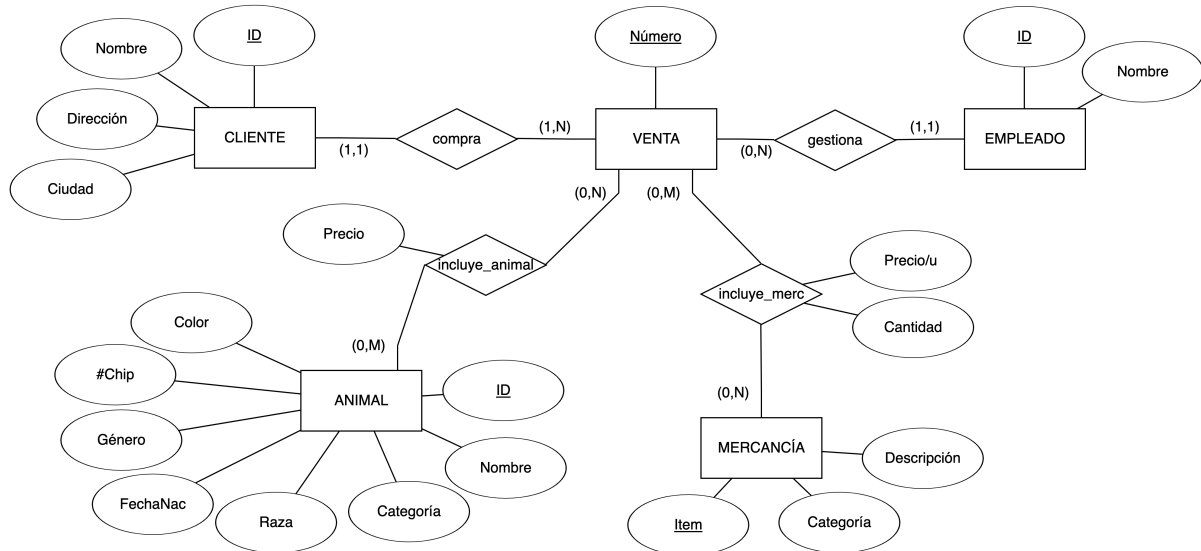 ID
Número
ID
Nombre
Nombre
Dirección
CLIENTE
(1,1)
compra
(1,N)
VENTA
(0,N)
gestiona
(1,1)
EMPLEADO
Ciudad
(0,N)
(0,M)
Precio
incluye_animal
Precio/u
incluye_merc
Cantidad
Color
(0,M)
#Chip
ANIMAL
ID
(0,N)
Género
MERCANCÍA
Descripción
Nombre
FechaNac
Raza
Categoría
Item
Categoría